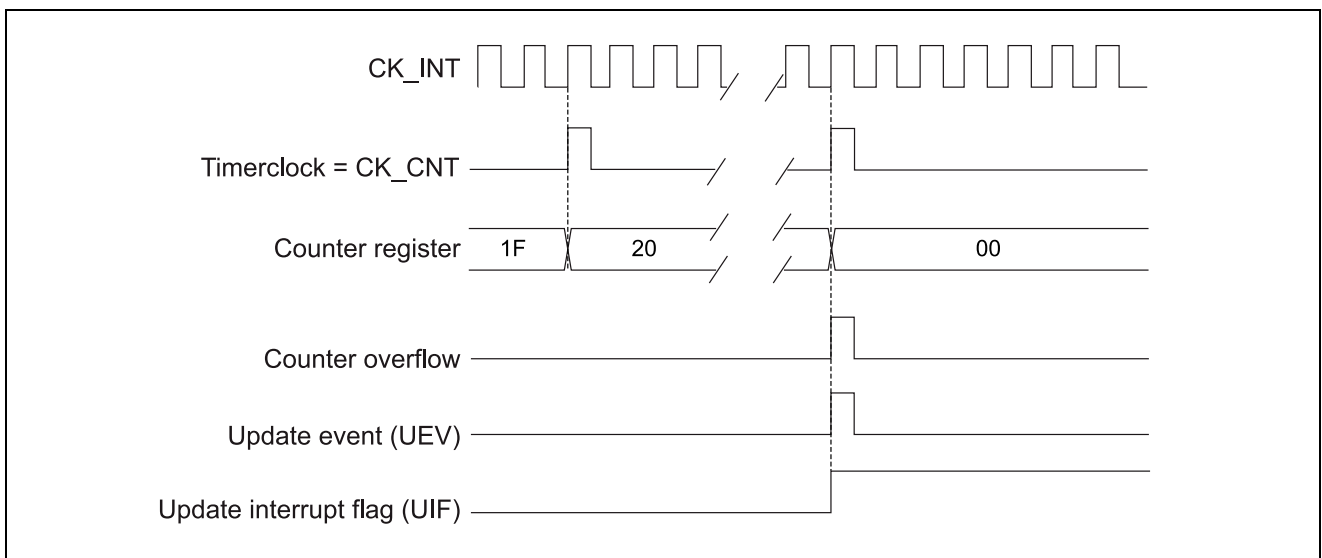 CK_INT
Timerclock = CK_CNT
Counter register 1F 20 00
Counter overflow
Update event (UEV)
Update interrupt flag (UIF)